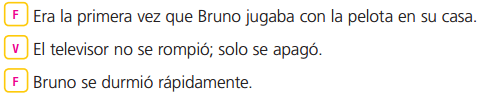 F Era la primera vez que Bruno jugaba con la pelota en su casa.
V El televisor no se rompió; solo se apagó.
F Bruno se durmió rápidamente.